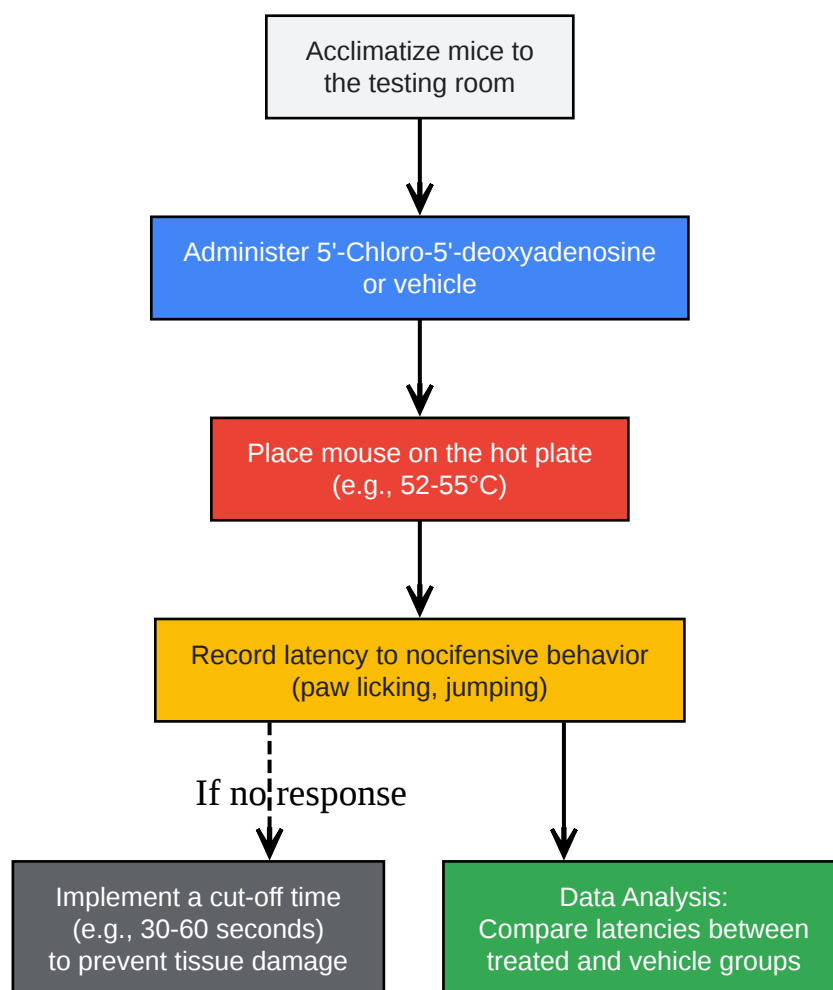 Acclimatize mice to
the testing room
Administer 5'-Chloro-5'-deoxyadenosine
or vehicle
Place mouse on the hot plate
(e.g., 52-55°C)
Record latency to nocifensive behavior
(paw licking, jumping)
If no response
Implement a cut-off time
(e.g., 30-60 seconds)
to prevent tissue damage
Data Analysis:
Compare latencies between
treated and vehicle groups